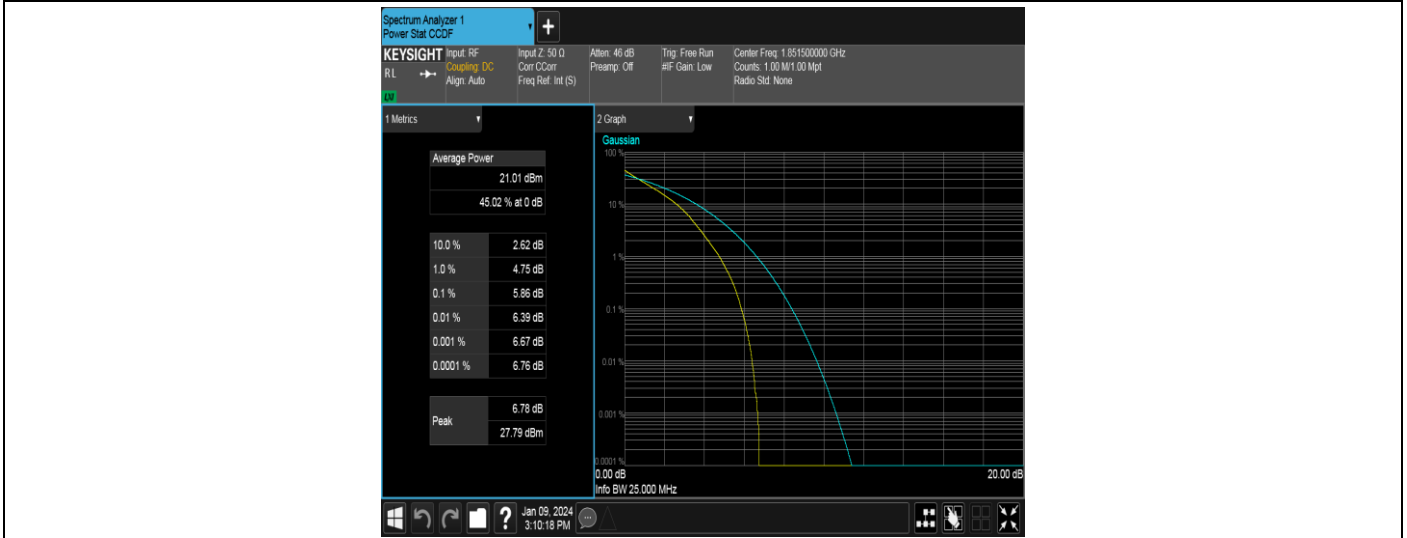 Spectrum Analyzer 1
Power Stat CCDF
+
KEYSIGHT
RL
LXI
Input: RF
Coupling: DC
Align: Auto
Input Z: 50 Ω
Corr CCorr
Freq Ref: Int (S)
Atten: 46 dB
Preamp: Off
Trig: Free Run
#IF Gain: Low
Center Freq: 1.851500000 GHz
Counts: 1.00 M/1.00 Mpt
Radio Std: None
1 Metrics
Average Power
21.01 dBm
45.02 % at 0 dB
10.0 % 2.62 dB
1.0 % 4.75 dB
0.1 % 5.86 dB
0.01 % 6.39 dB
0.001 % 6.67 dB
0.0001 % 6.76 dB
Peak
6.78 dB
27.79 dBm
2 Graph
Gaussian
100 %
10 %
1 %
0.1 %
0.01 %
0.001 %
0.0001 %
0.00 dB 20.00 dB
Info BW 25.000 MHz
?
Jan 09, 2024
3:10:18 PM